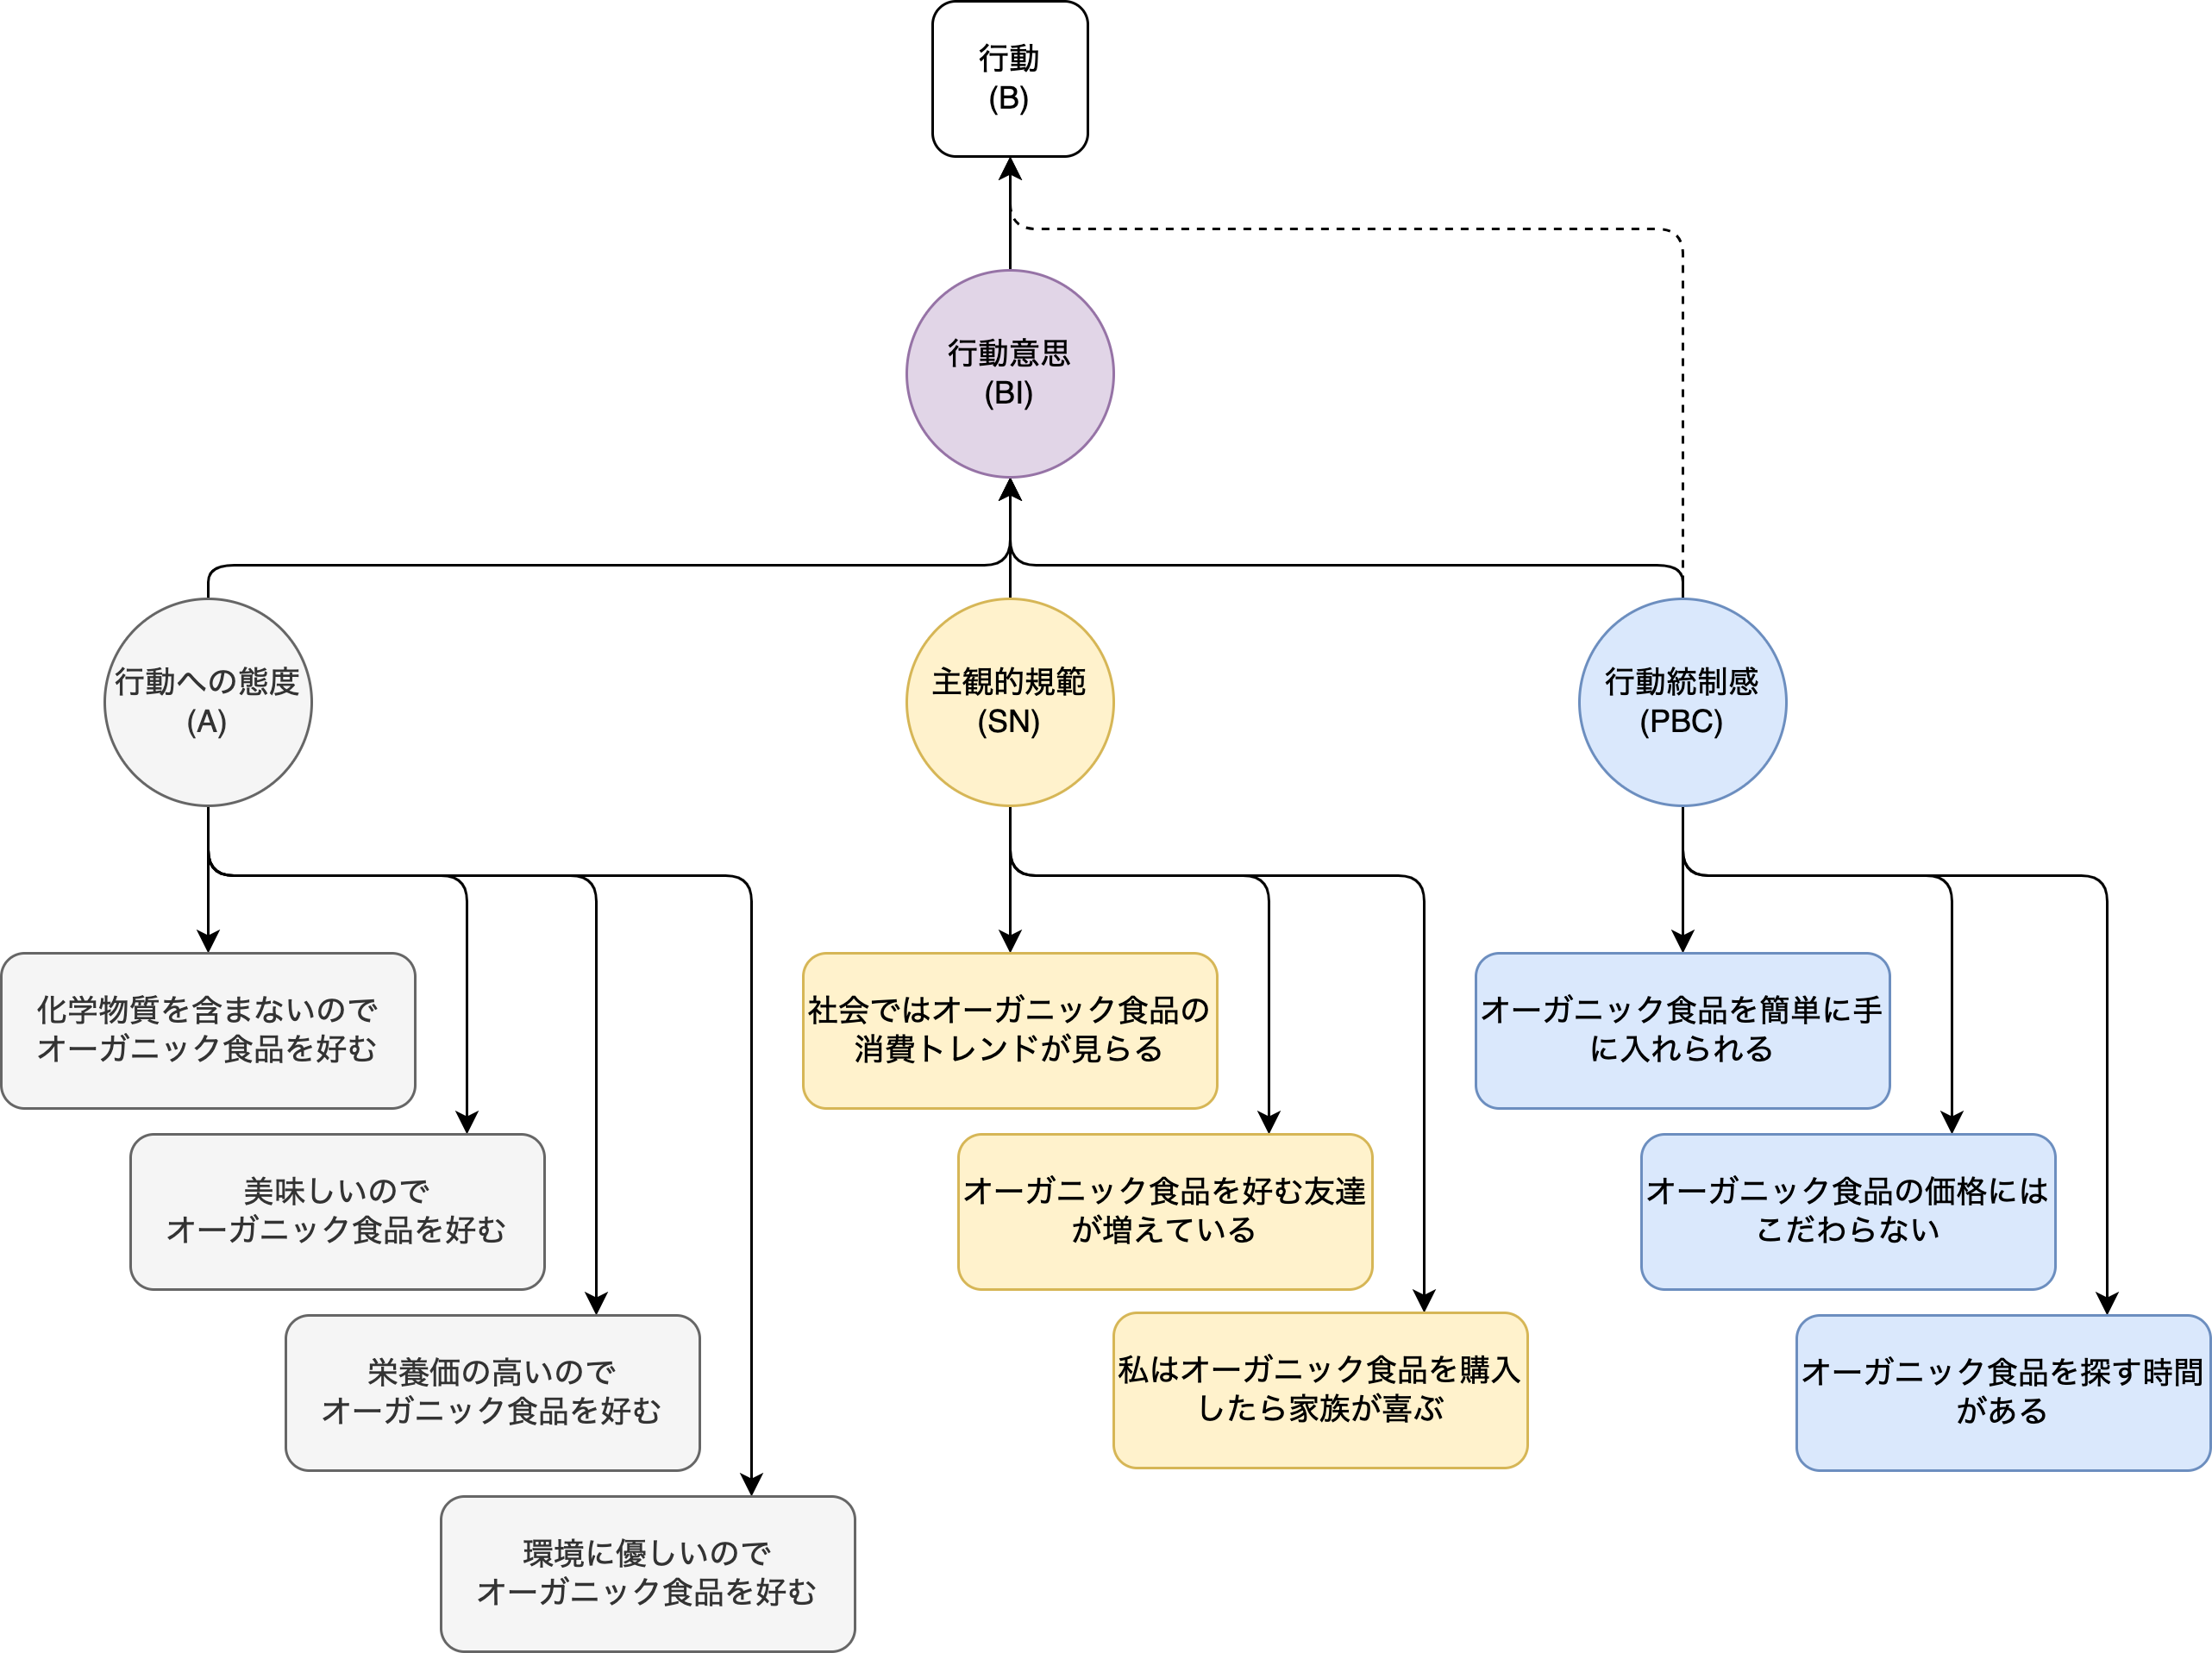 行動
(B)
行動意思
(BI)
行動への態度
(A)
主観的規範
(SN)
行動統制感
(PBC)
化学物質を含まないので
オーガニック食品を好む
美味しいので
オーガニック食品を好む
栄養価の高いので
オーガニック食品を好む
環境に優しいので
オーガニック食品を好む
社会ではオーガニック食品の
消費トレンドが見らる
オーガニック食品を好む友達
が増えている
私はオーガニック食品を購入
したら家族が喜ぶ
オーガニック食品を簡単に手
に入れられる
オーガニック食品の価格には
こだわらない
オーガニック食品を探す時間
がある